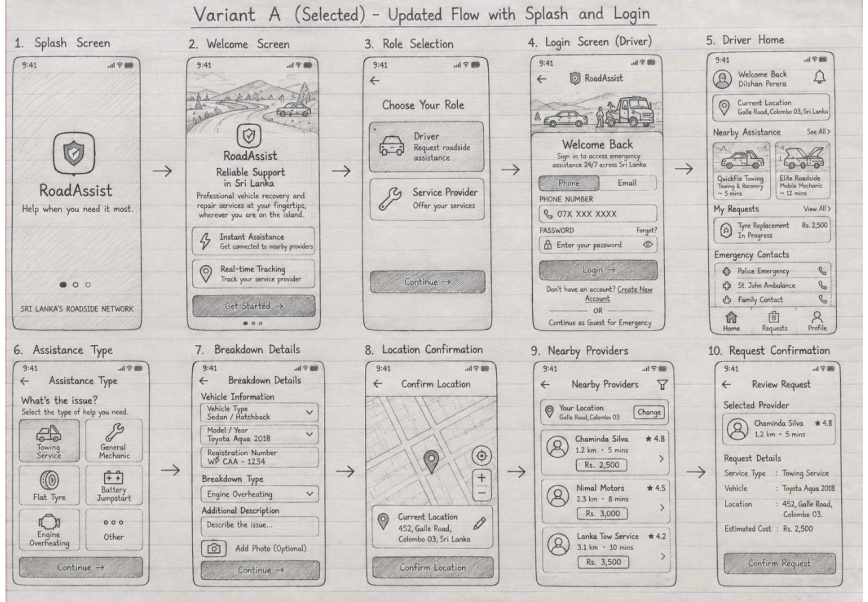 Variant A (Selected) - Updated Flow with Splash and Login
1. Splash Screen
9:41
RoadAssist
Help when you need it most.
SRI LANKA'S ROADSIDE NETWORK
2. Welcome Screen
9:41
RoadAssist
Reliable Support
in Sri Lanka
Professional vehicle recovery and
repair services at your fingertips,
wherever you are on the island.
Instant Assistance
Get connected to nearby providers
Real-time Tracking
Track your service provider
Get Started →
3. Role Selection
9:41
←
Choose Your Role
Driver
Request roadside
assistance
Service Provider
Offer your services
Continue →
4. Login Screen (Driver)
9:41
← RoadAssist
Welcome Back
Sign in to access emergency
assistance 24/7 across Sri Lanka
Phone Email
PHONE NUMBER
07X XXX XXXX
PASSWORD Forgot?
Enter your password
Login →
Don't have an account? Create New
Account
OR
Continue as Guest for Emergency
5. Driver Home
9:41
Welcome Back
Dilshan Perera
Current Location
Galle Road, Colombo 03, Sri Lanka
Nearby Assistance See All >
QuickFix Towing
Towing & Recovery
~ 5 mins
Elite Roadside
Mobile Mechanic
~ 12 mins
My Requests View All >
Tyre Replacement Rs. 2,500
In Progress
Emergency Contacts
Police Emergency
St. John Ambulance
Family Contact
Home Requests Profile
6. Assistance Type
9:41
← Assistance Type
What's the issue?
Select the type of help you need.
Towing
Service
General
Mechanic
Flat Tyre
Battery
Jumpstart
Engine
Overheating
Other
Continue →
7. Breakdown Details
9:41
← Breakdown Details
Vehicle Information
Vehicle Type
Sedan / Hatchback
Model / Year
Toyota Aqua 2018
Registration Number
WP CAA - 1234
Breakdown Type
Engine Overheating
Additional Description
Describe the issue...
Add Photo (Optional)
Continue →
8. Location Confirmation
9:41
← Confirm Location
+
−
Current Location
452, Galle Road,
Colombo 03, Sri Lanka
Confirm Location
9. Nearby Providers
9:41
← Nearby Providers
Your Location
Galle Road, Colombo 03
Change
Chaminda Silva ★ 4.8
1.2 km • 5 mins
Rs. 2,500
Nimal Motors ★ 4.5
2.3 km • 8 mins
Rs. 3,000
Lanka Tow Service ★ 4.2
3.1 km • 10 mins
Rs. 3,500
10. Request Confirmation
9:41
← Review Request
Selected Provider
Chaminda Silva ★ 4.8
1.2 km • 5 mins
Request Details
Service Type : Towing Service
Vehicle : Toyota Aqua 2018
Location : 452, Galle Road,
Colombo 03.
Estimated Cost : Rs. 2,500
Confirm Request